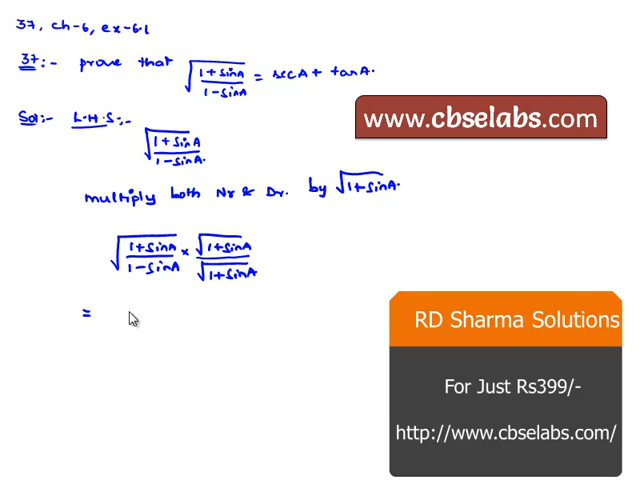 37, ch-6, ex-6.1
37:- prove that √((1+sinA)/(1-sinA)) = secA + tanA.
www.cbselabs.com
Sol:- L.H.S:-
√((1+sinA)/(1-sinA)).
multiply both Nr & Dr. by √(1+sinA).
√((1+sinA)/(1-sinA)) × √(1+sinA)/√(1+sinA)
=
RD Sharma Solutions
For Just Rs399/-
http://www.cbselabs.com/